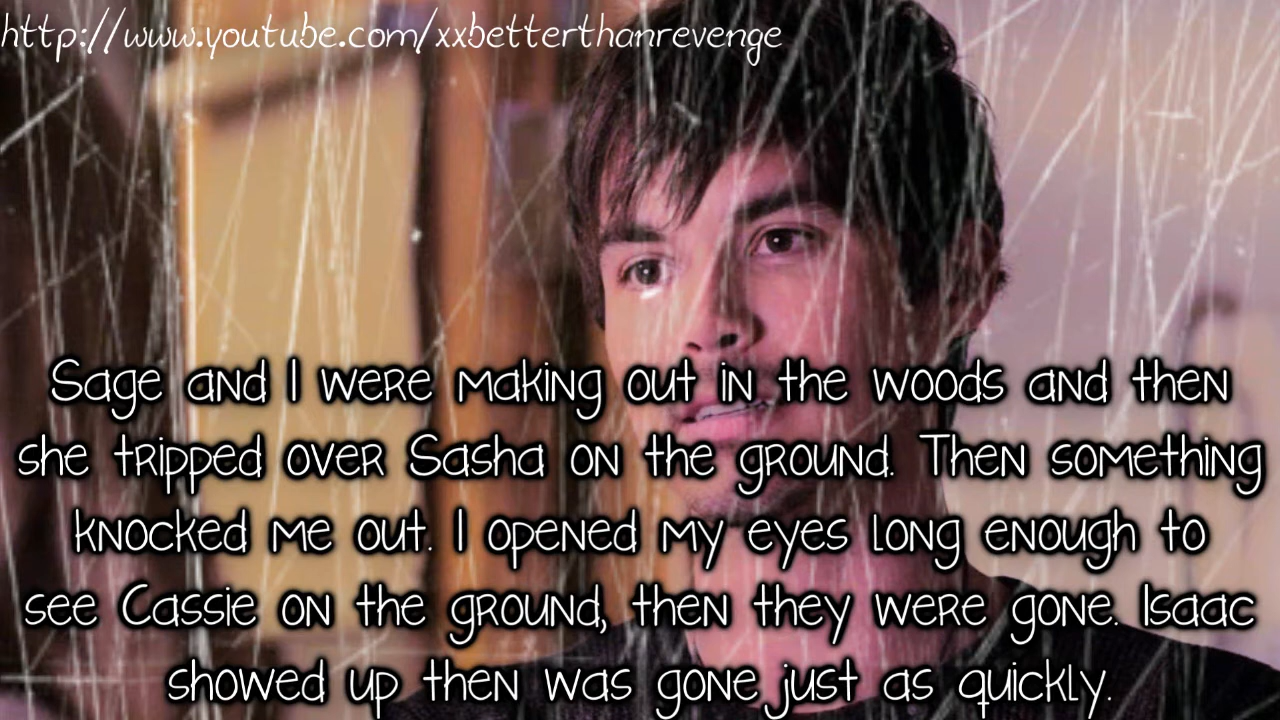 http://www.youtube.com/xxbetterthanrevenge
Sage and I were making out in the woods and then
she tripped over Sasha on the ground. Then something
knocked me out. I opened my eyes long enough to
see Cassie on the ground, then they were gone. Isaac
showed up then was gone just as quickly.